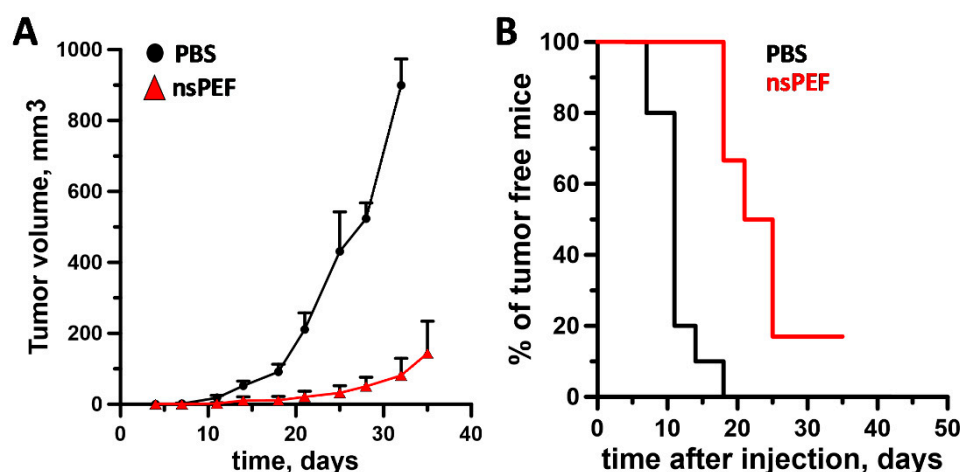 A
PBS
nsPEF
Tumor volume, mm3
1000
800
600
400
200
0
0 10 20 30 40
time, days
B
PBS
nsPEF
% of tumor free mice
100
80
60
40
20
0
0 10 20 30 40 50
time after injection, days